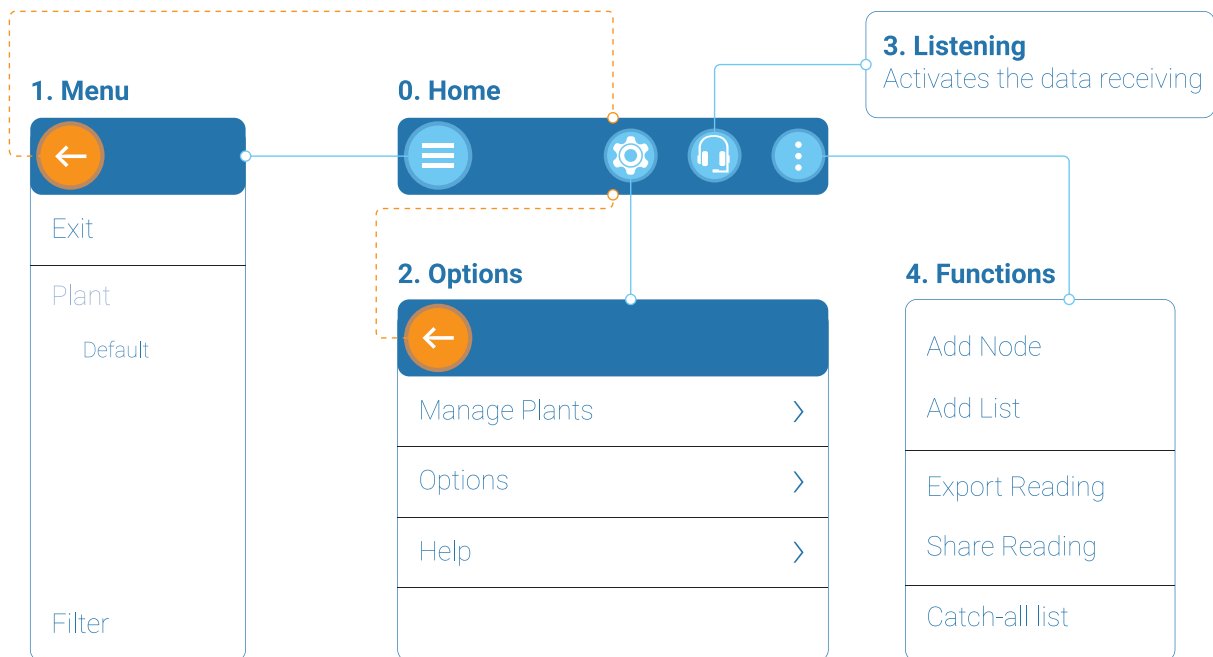 3. Listening
Activates the data receiving
1. Menu
0. Home
Exit
Plant
Default
Filter
2. Options
Manage Plants
Options
Help
4. Functions
Add Node
Add List
Export Reading
Share Reading
Catch-all list